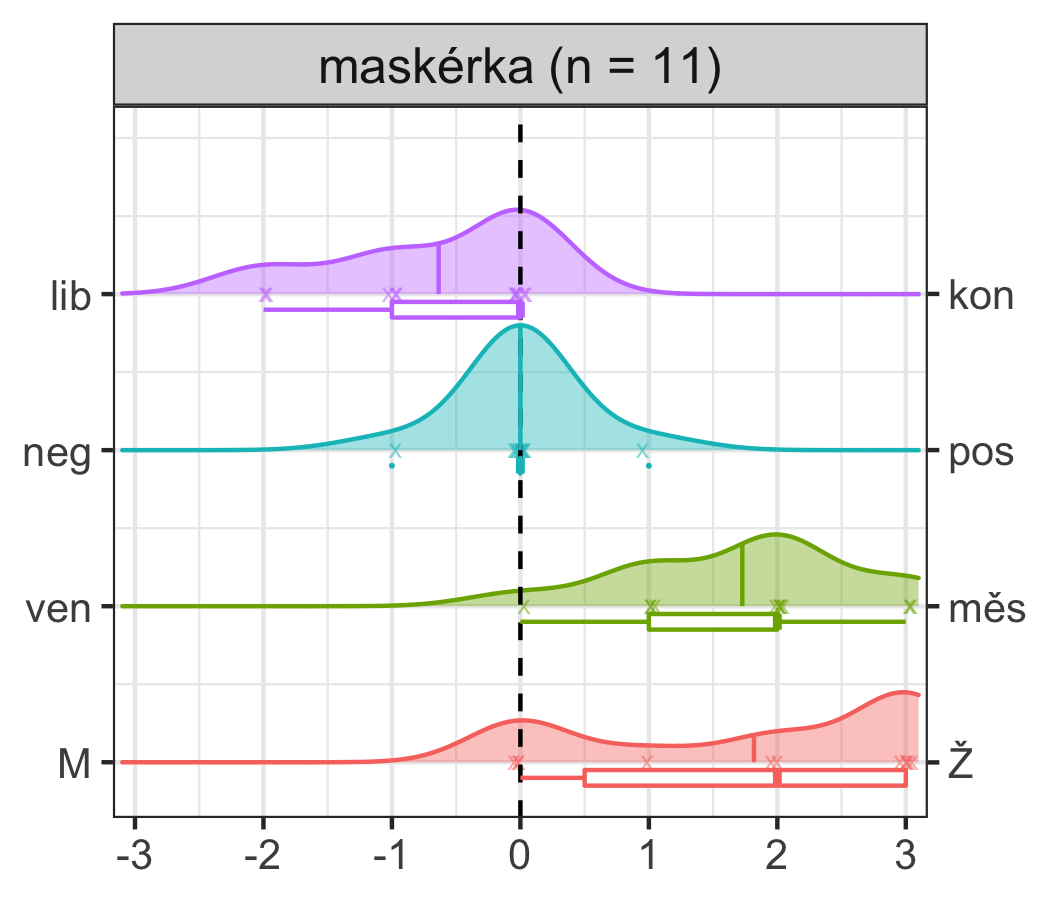 maskérka (n = 11)
lib kon
neg pos
ven měs
M Ž
-3 -2 -1 0 1 2 3